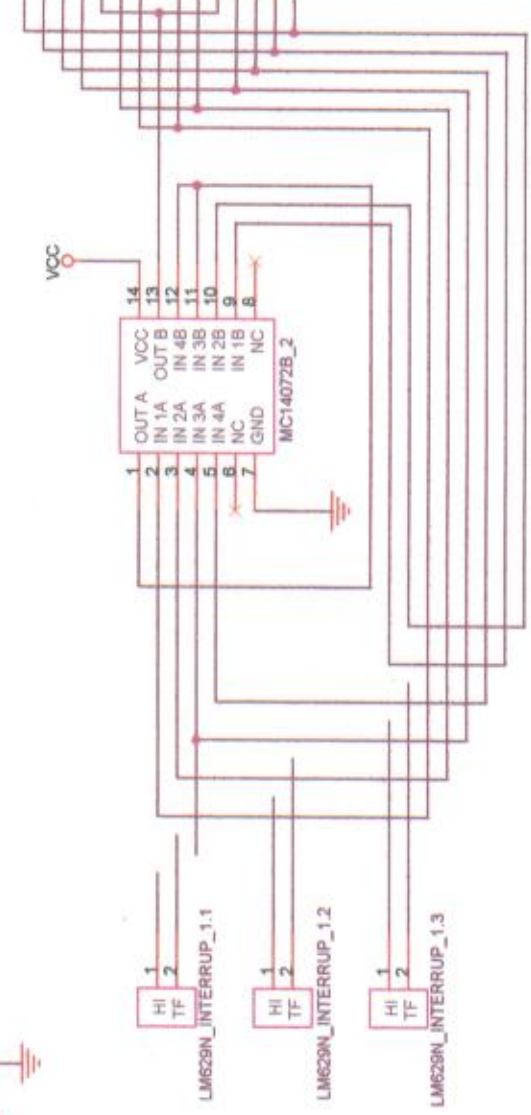 VCC
1
2
3
4
5
6
7
OUT A
IN 1A
IN 2A
IN 3A
IN 4A
NC
GND
VCC
OUT B
IN 4B
IN 3B
IN 2B
IN 1B
NC
14
13
12
11
10
9
8
MC14072B_2
HI
TF
1
2
LM629N_INTERRUP_1.1
HI
TF
1
2
LM629N_INTERRUP_1.2
HI
TF
1
2
LM629N_INTERRUP_1.3